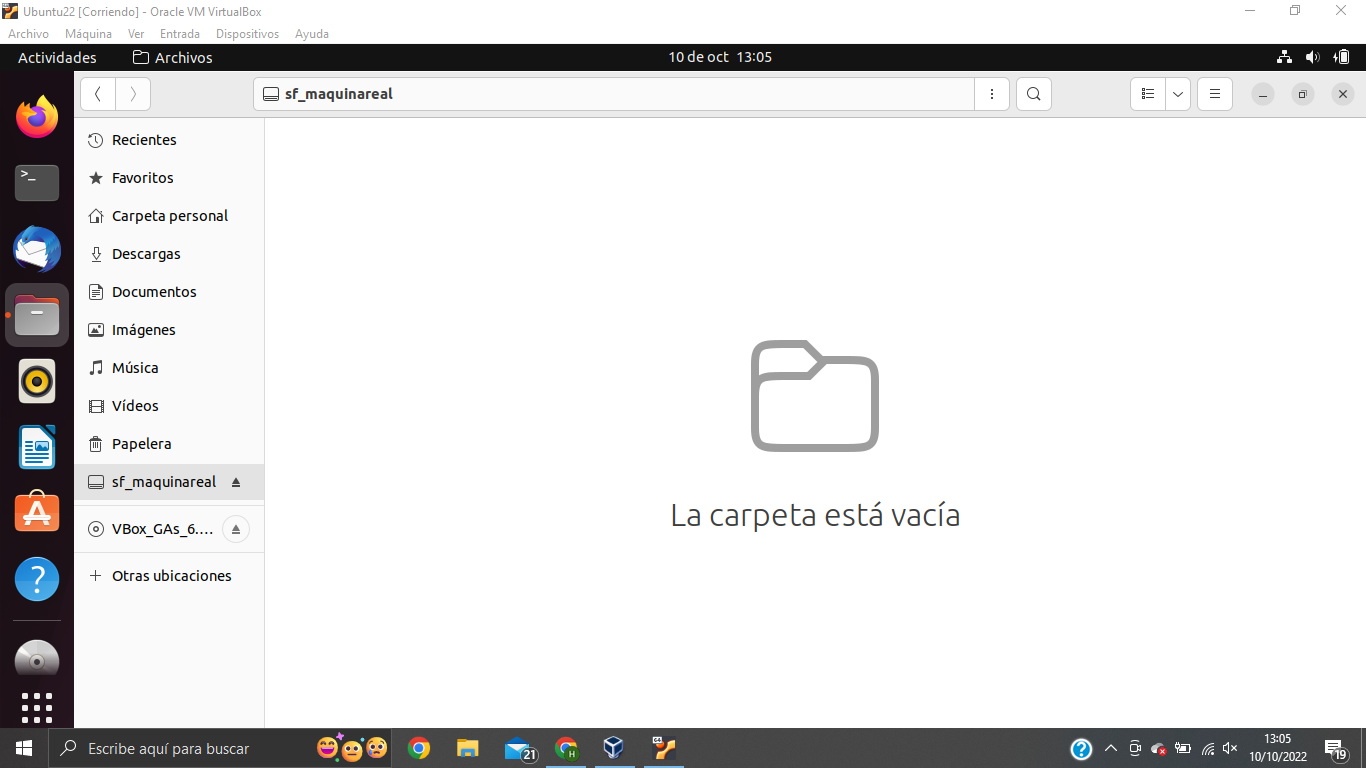 Ubuntu22 [Corriendo] - Oracle VM VirtualBox
Archivo Máquina Ver Entrada Dispositivos Ayuda
Actividades Archivos 10 de oct 13:05
sf_maquinareal
Recientes
Favoritos
Carpeta personal
Descargas
Documentos
Imágenes
Música
Vídeos
Papelera
sf_maquinareal
VBox_GAs_6....
Otras ubicaciones
La carpeta está vacía
Escribe aquí para buscar
21
H
13:05
10/10/2022
19